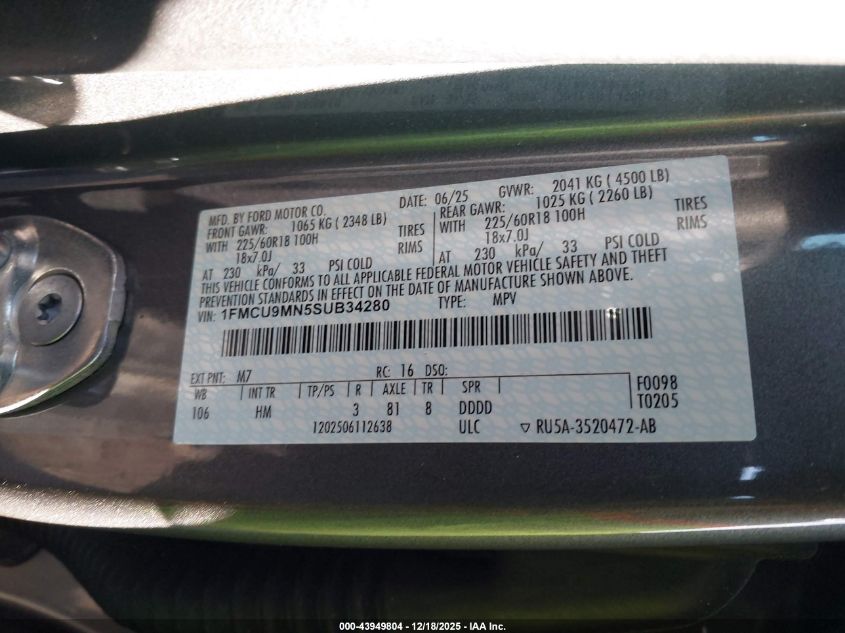 MFD. BY FORD MOTOR CO. DATE: 06/25 GVWR: 2041 KG ( 4500 LB)
FRONT GAWR: 1065 KG ( 2348 LB) REAR GAWR: 1025 KG ( 2260 LB)
WITH 225/60R18 100H TIRES WITH 225/60R18 100H TIRES
18x7.0J RIMS 18x7.0J RIMS
AT 230 kPa/ 33 PSI COLD AT 230 kPa/ 33 PSI COLD
THIS VEHICLE CONFORMS TO ALL APPLICABLE FEDERAL MOTOR VEHICLE SAFETY AND THEFT
PREVENTION STANDARDS IN EFFECT ON THE DATE OF MANUFACTURE SHOWN ABOVE.
VIN: 1FMCU9MN5SUB34280 TYPE: MPV
EXT PNT: M7 RC: 16 DSO:
WB INT TR TP/PS R AXLE TR SPR F0098
106 HM 3 81 8 DDDD T0205
1202506112638 ULC ▽ RU5A-3520472-AB
000-43949804 - 12/18/2025 - IAA Inc.